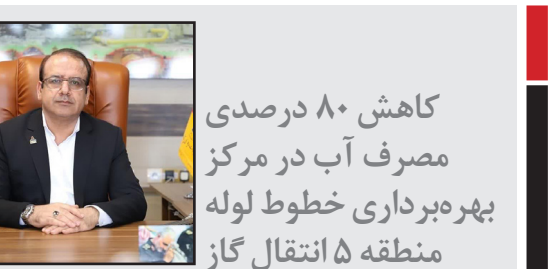 کاهش ۸۰ درصدی
مصرف آب در مرکز
بهره‌برداری خطوط لوله
منطقه ۵ انتقال گاز